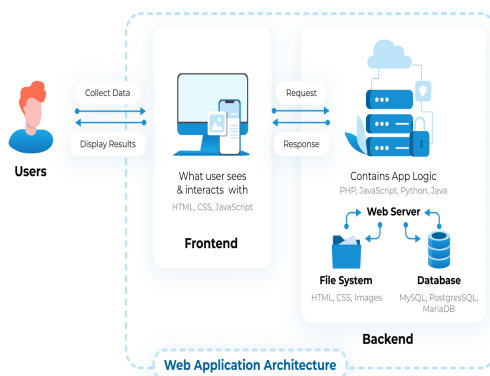 Collect Data
Display Results
Users
What user sees
& interacts with
HTML, CSS, JavaScript
Frontend
Request
Response
Contains App Logic
PHP, JavaScript, Python, Java
Web Server
File System
HTML, CSS, Images
Database
MySQL, PostgresSQL,
MariaDB
Backend
Web Application Architecture